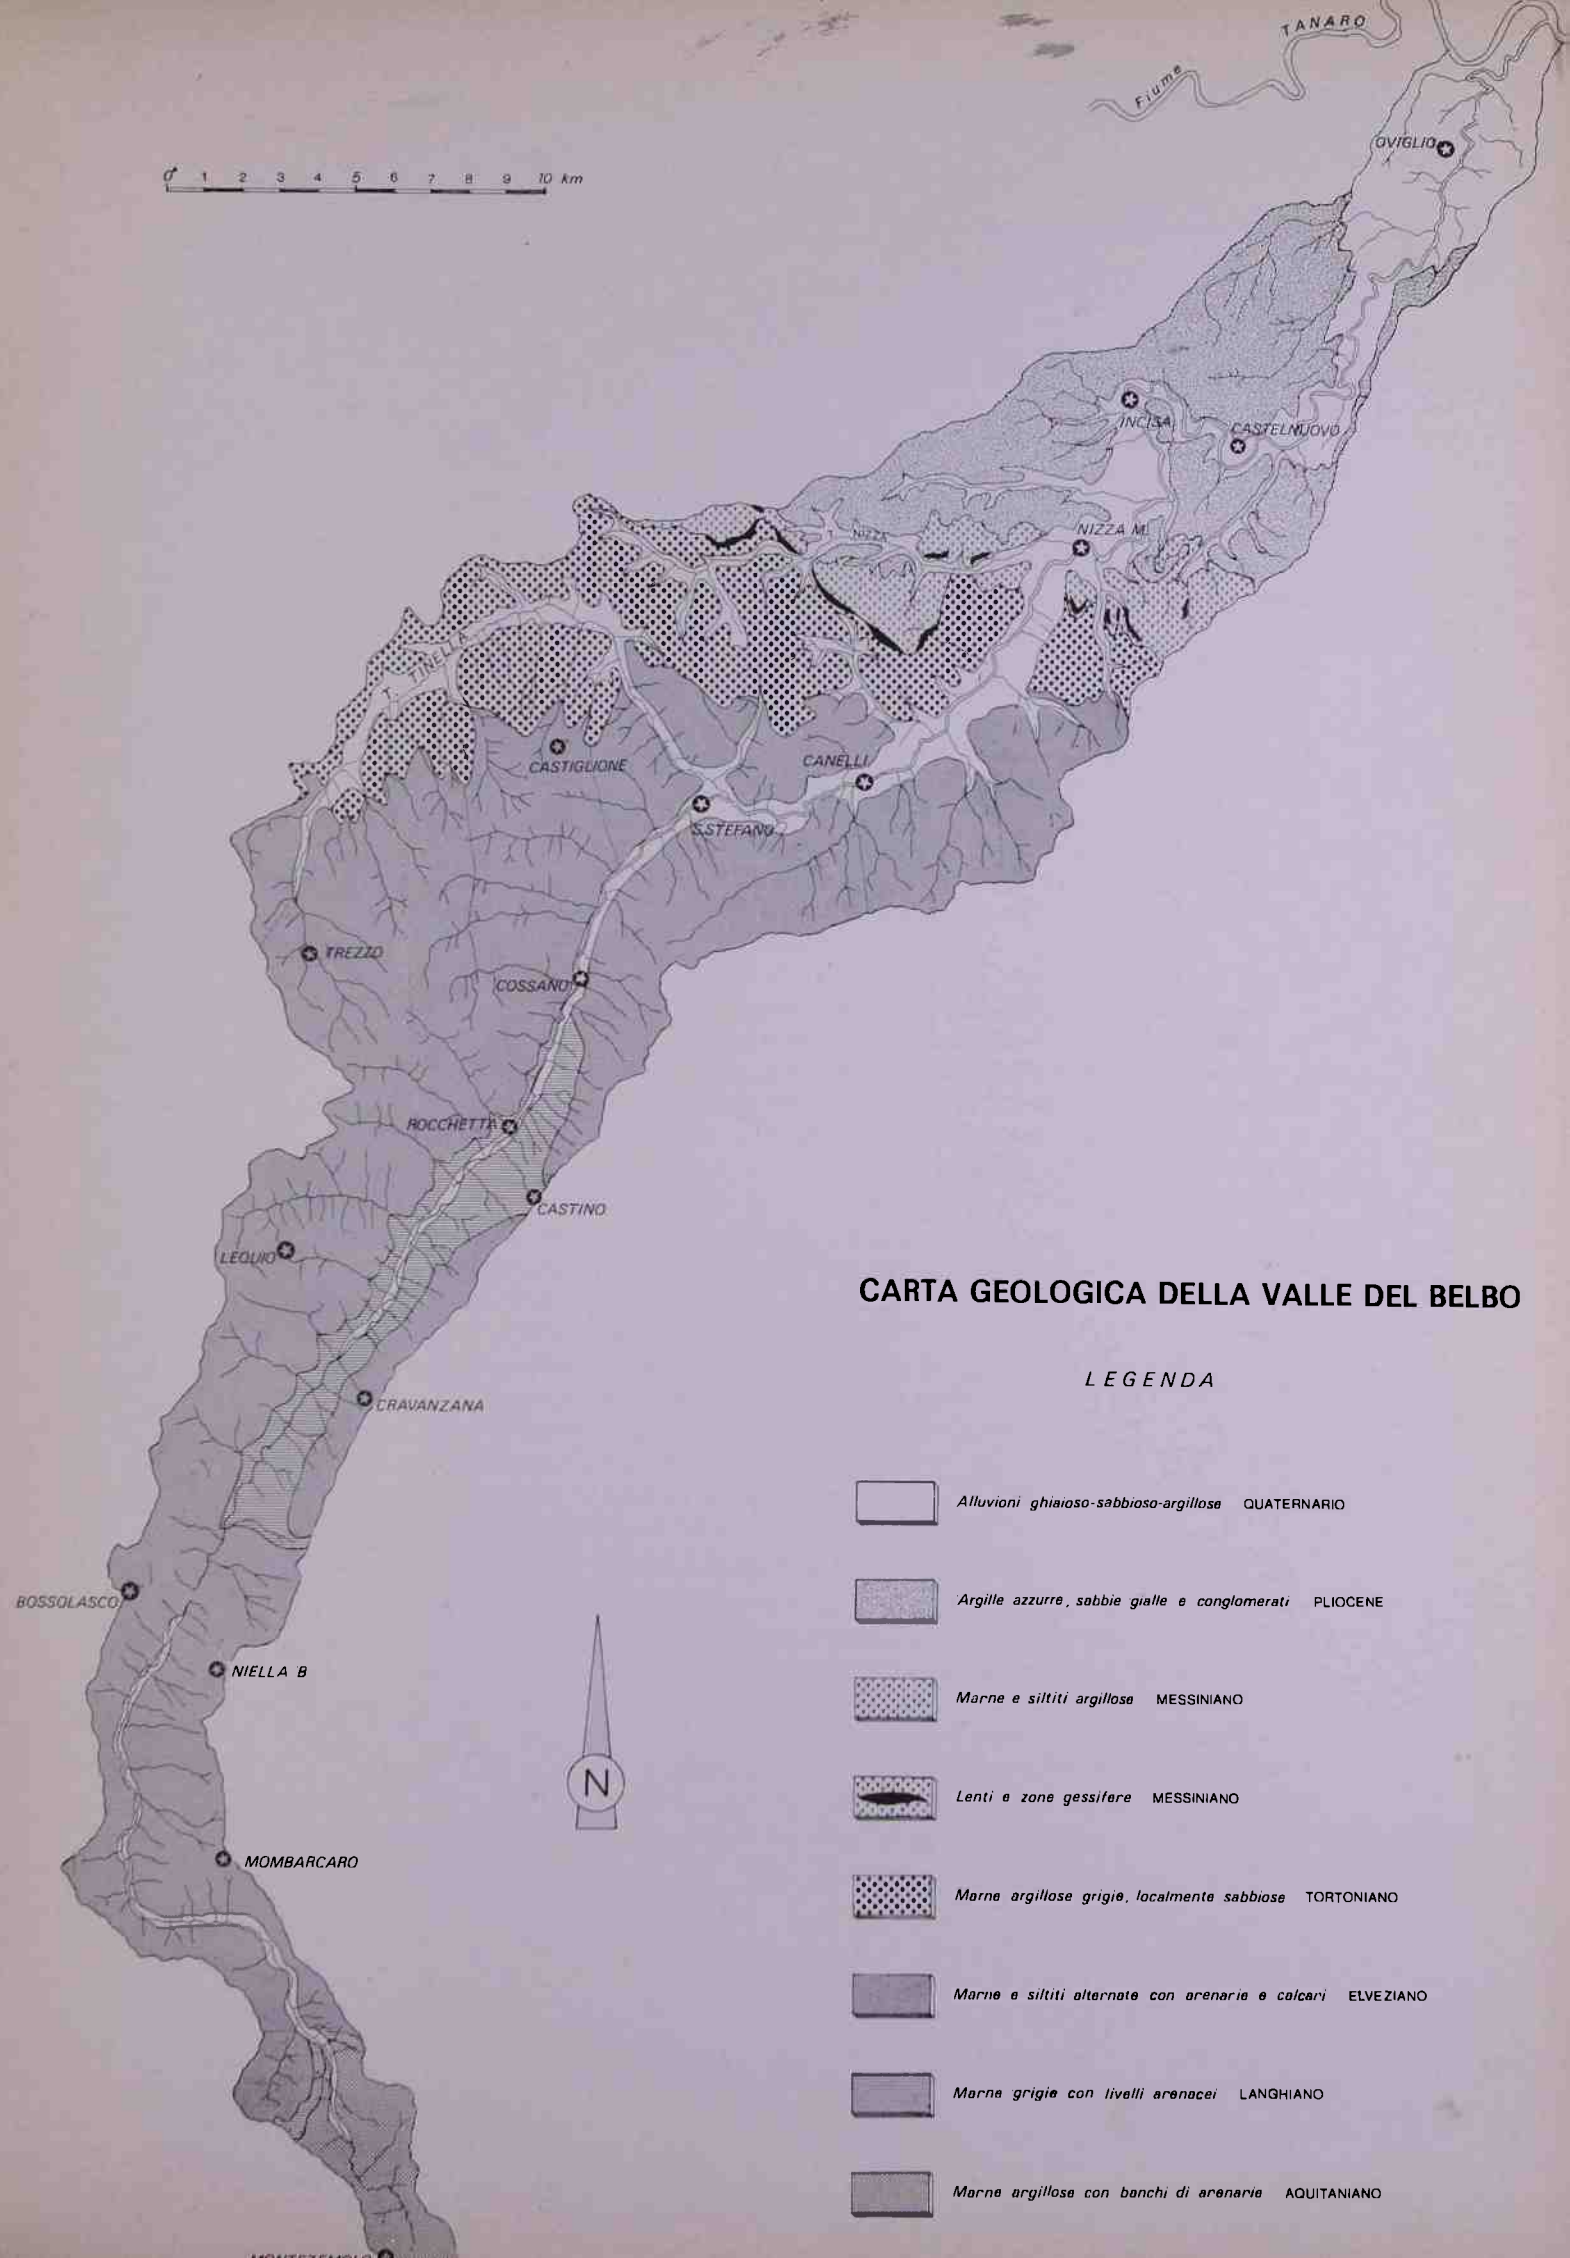 Fiume TANARO
0 1 2 3 4 5 6 7 8 9 10 km
OVIGLIO
INCISA
CASTELNUOVO
NIZZA
NIZZA M.
T. TINELLA
CASTIGLIONE
CANELLI
S.STEFANO
TREZZO
COSSANO
ROCCHETTA
CASTINO
LEQUIO
CRAVANZANA
BOSSOLASCO
NIELLA B
MOMBARCARO
MONTEZEMOLO
N
CARTA GEOLOGICA DELLA VALLE DEL BELBO
LEGENDA
Alluvioni ghiaioso-sabbioso-argillose QUATERNARIO
Argille azzurre, sabbie gialle e conglomerati PLIOCENE
Marne e siltiti argillose MESSINIANO
Lenti e zone gessifere MESSINIANO
Marne argillose grigie, localmente sabbiose TORTONIANO
Marne e siltiti alternate con arenarie e calcari ELVEZIANO
Marne grigie con livelli arenacei LANGHIANO
Marne argillose con banchi di arenarie AQUITANIANO